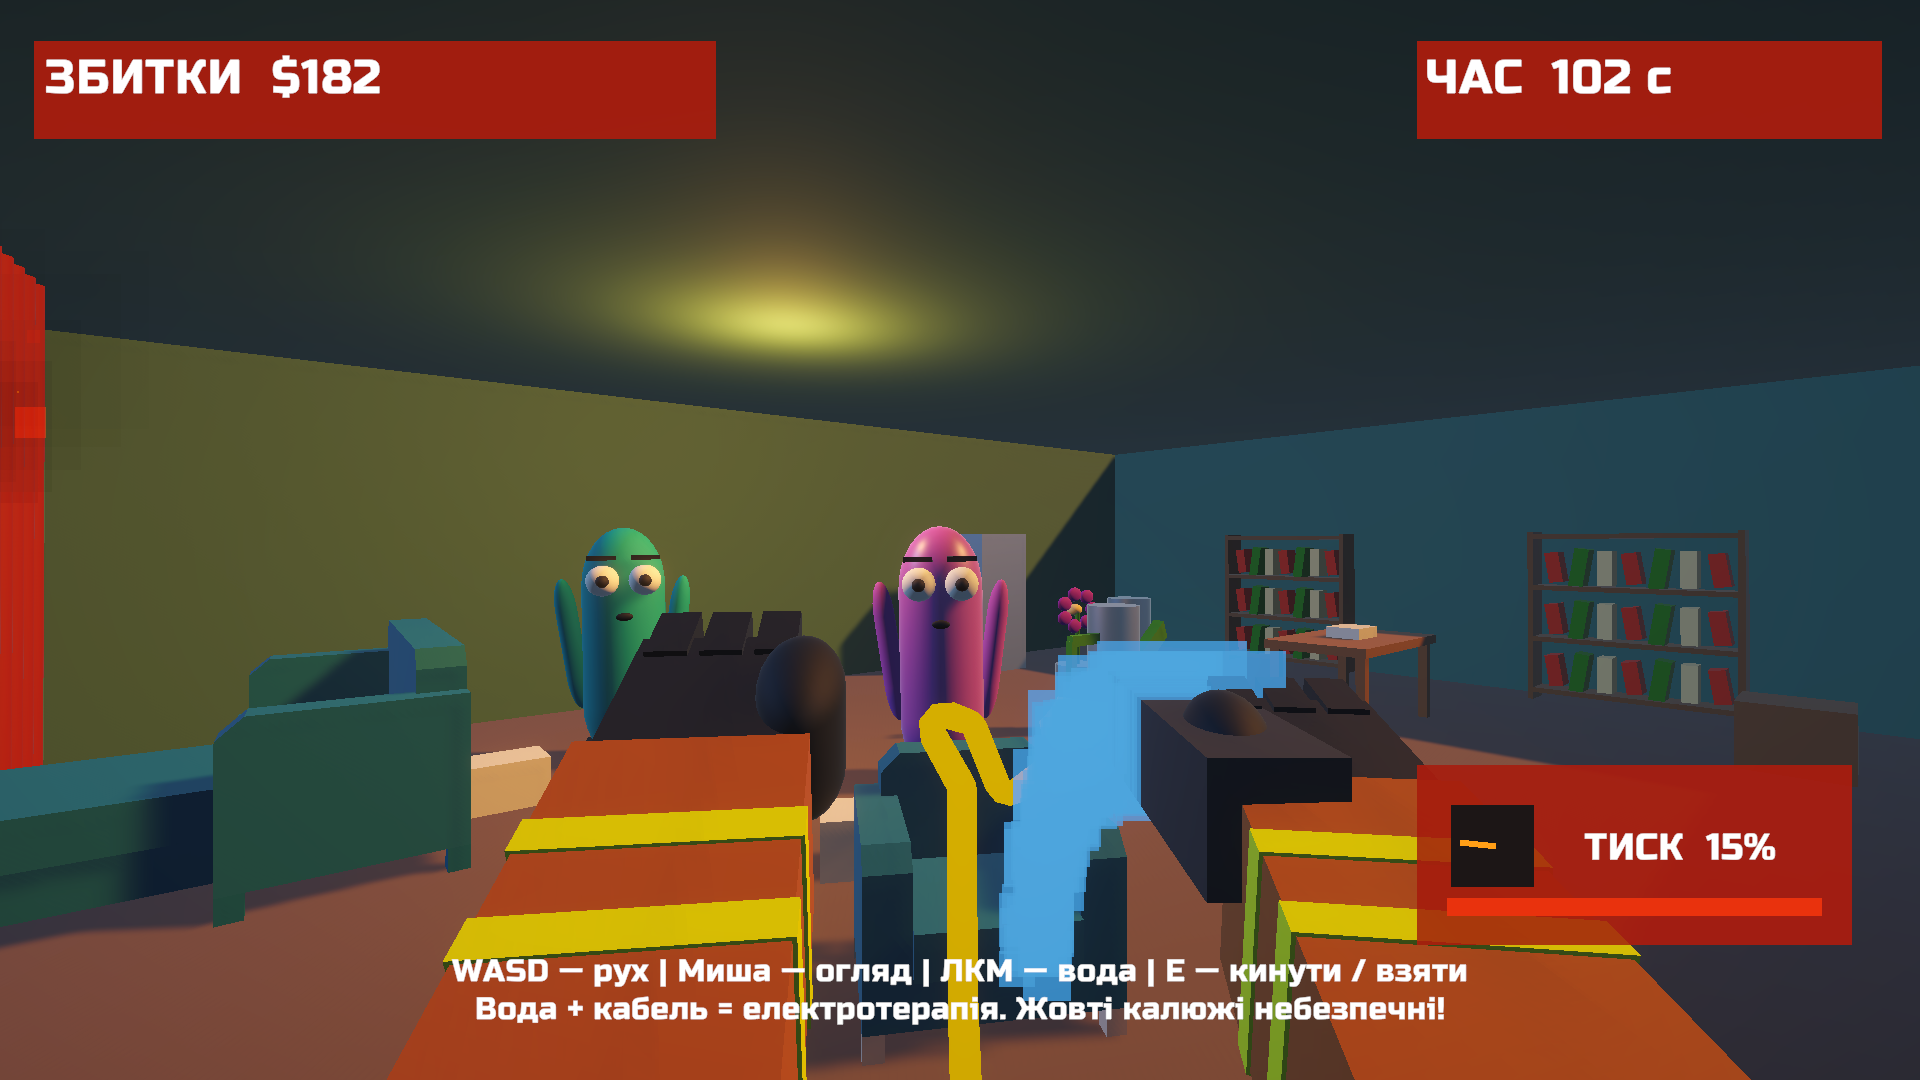 ЗБИТКИ $182
ЧАС 102 с
ТИСК 15%
WASD — рух | Миша — огляд | ЛКМ — вода | E — кинути / взяти
Вода + кабель = електротерапія. Жовті калюжі небезпечні!